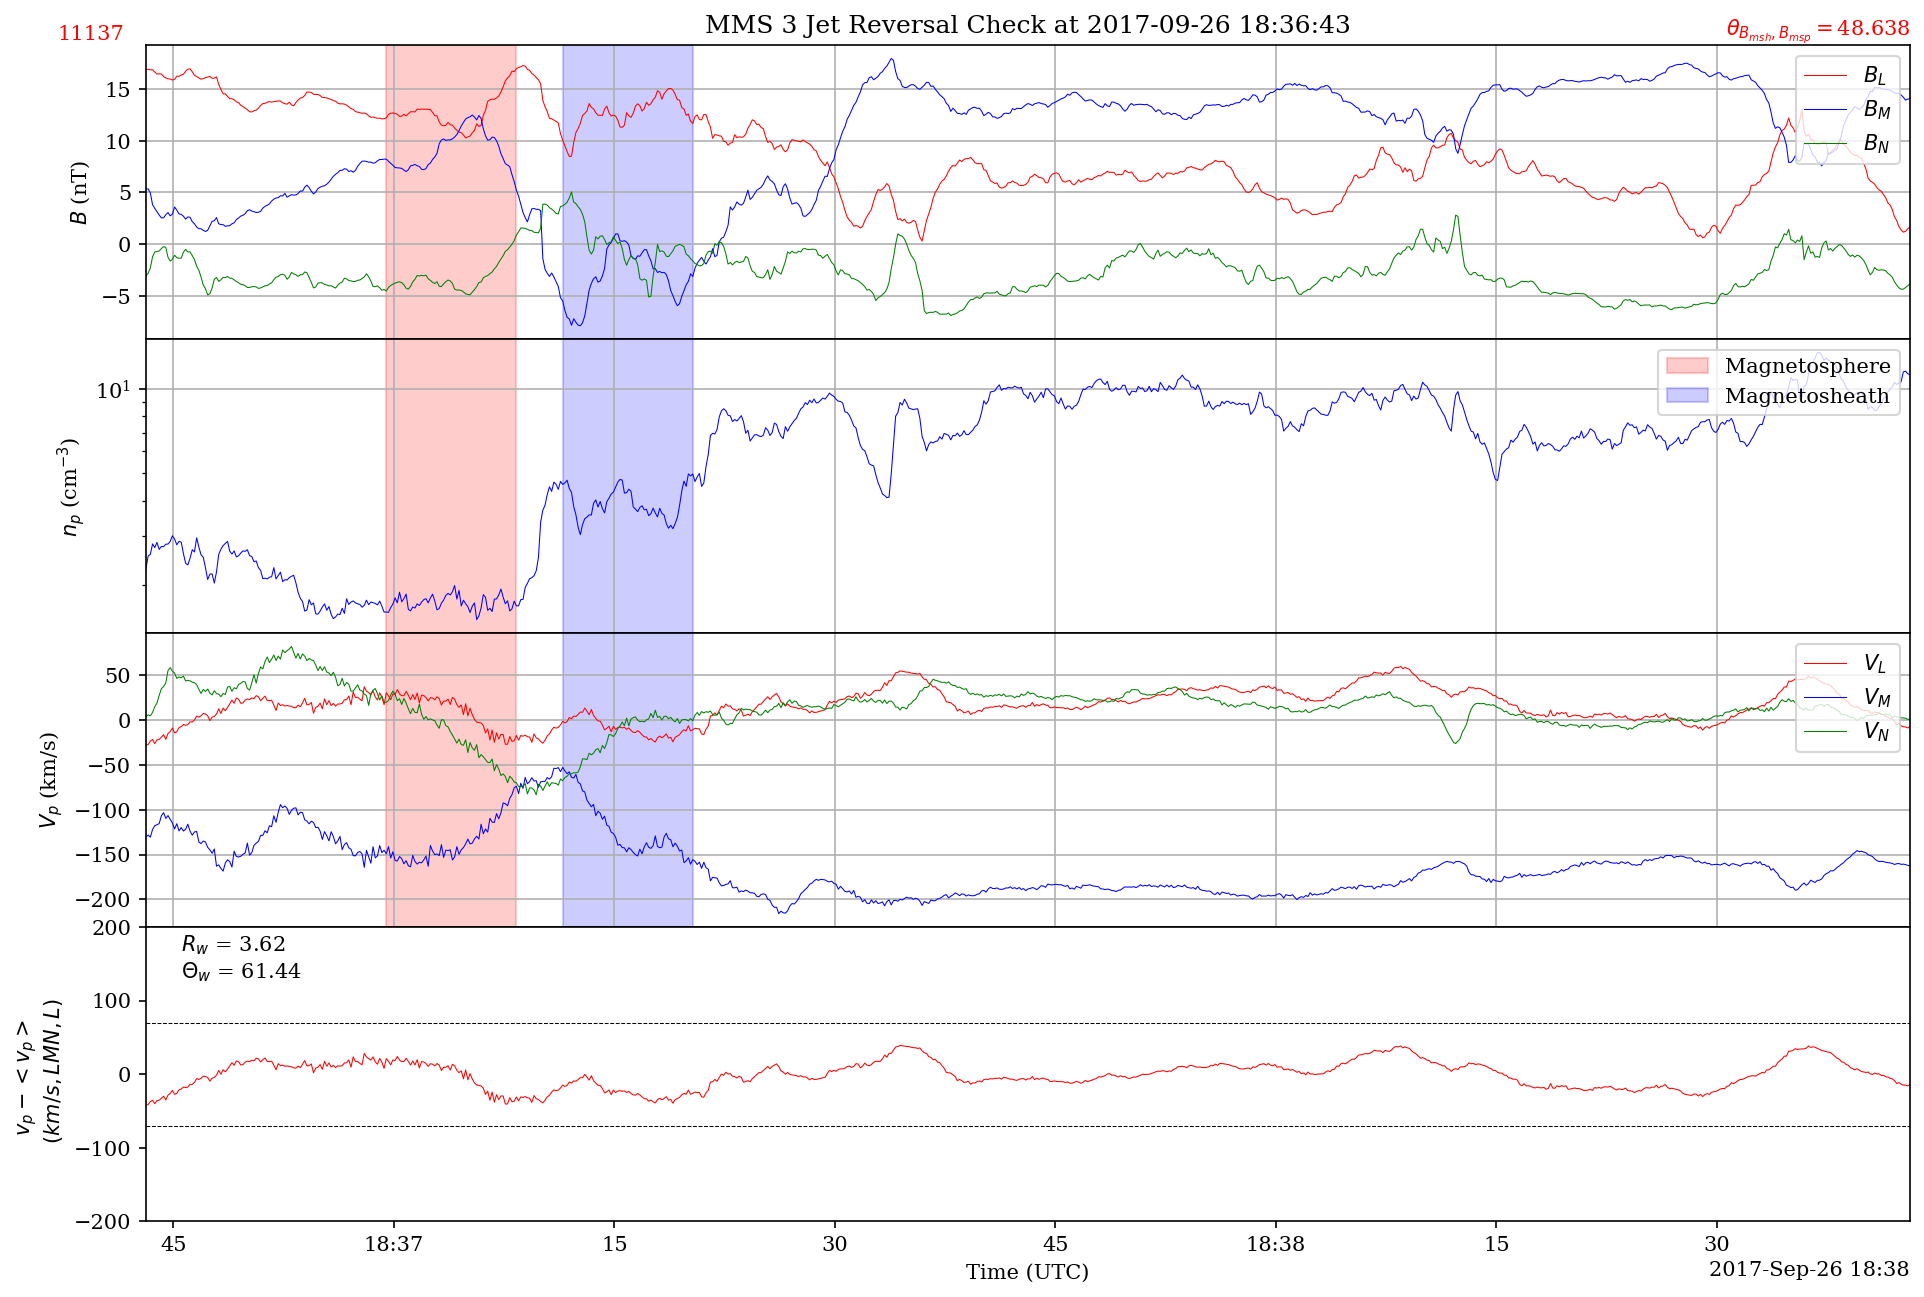 11137
MMS 3 Jet Reversal Check at 2017-09-26 18:36:43
θ_{B_{msh}, B_{msp}} = 48.638
B (nT)
15
10
5
0
−5
B_L
B_M
B_N
n_p (cm⁻³)
10¹
Magnetosphere
Magnetosheath
V_p (km/s)
50
0
−50
−100
−150
−200
V_L
V_M
V_N
v_p − < v_p >
(km/s, LMN, L)
200
100
0
−100
−200
R_w = 3.62
Θ_w = 61.44
45 18:37 15 30 45 18:38 15 30
Time (UTC)
2017-Sep-26 18:38